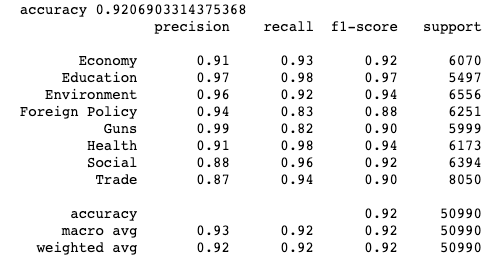 accuracy 0.9206903314375368
precision recall f1-score support
Economy 0.91 0.93 0.92 6070
Education 0.97 0.98 0.97 5497
Environment 0.96 0.92 0.94 6556
Foreign Policy 0.94 0.83 0.88 6251
Guns 0.99 0.82 0.90 5999
Health 0.91 0.98 0.94 6173
Social 0.88 0.96 0.92 6394
Trade 0.87 0.94 0.90 8050
accuracy 0.92 50990
macro avg 0.93 0.92 0.92 50990
weighted avg 0.92 0.92 0.92 50990